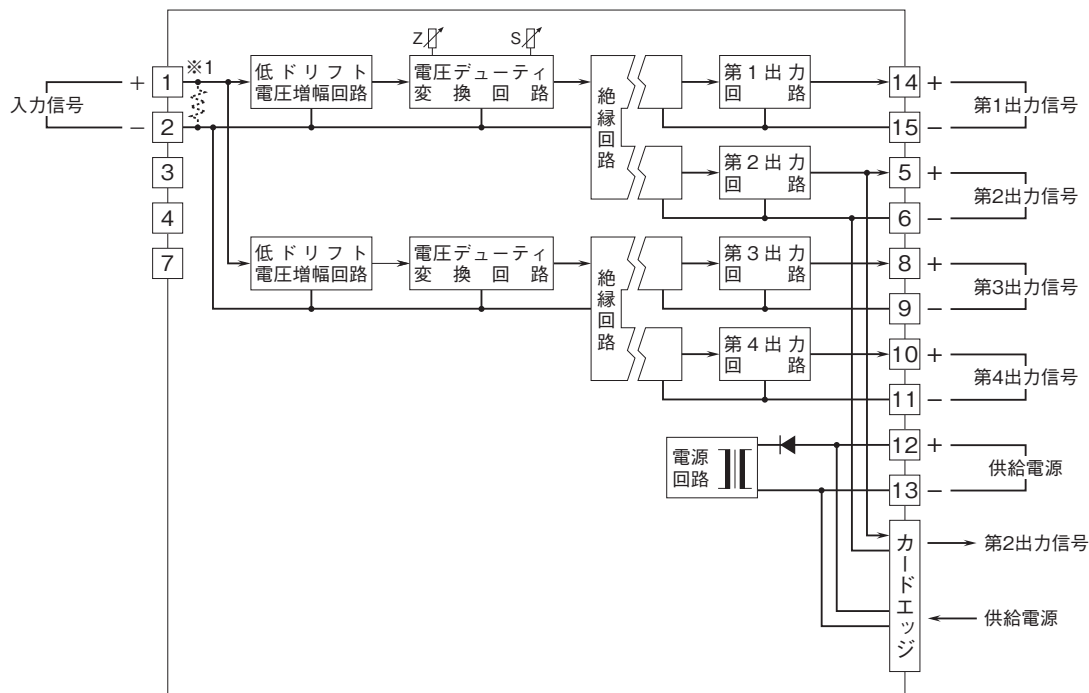 Z
S
※1
+ 1
入力信号
− 2
3
4
7
低ドリフト
電圧増幅回路
電圧デューティ
変換回路
絶縁回路
第1出力
回路
14 +
第1出力信号
15 −
第2出力
回路
5 +
第2出力信号
6 −
低ドリフト
電圧増幅回路
電圧デューティ
変換回路
絶縁回路
第3出力
回路
8 +
第3出力信号
9 −
第4出力
回路
10 +
第4出力信号
11 −
電源
回路
12 +
供給電源
13 −
カードエッジ
第2出力信号
供給電源